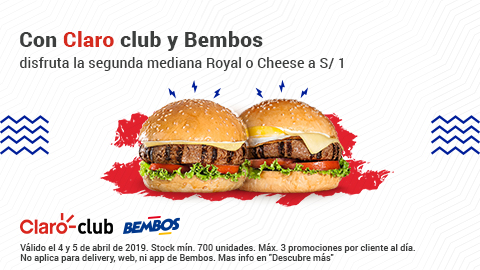 Con Claro club y Bembos
disfruta la segunda mediana Royal o Cheese a S/ 1
Claro-club BEMBOS
Válido el 4 y 5 de abril de 2019. Stock mín. 700 unidades. Máx. 3 promociones por cliente al día.
No aplica para delivery, web, ni app de Bembos. Mas info en "Descubre más"